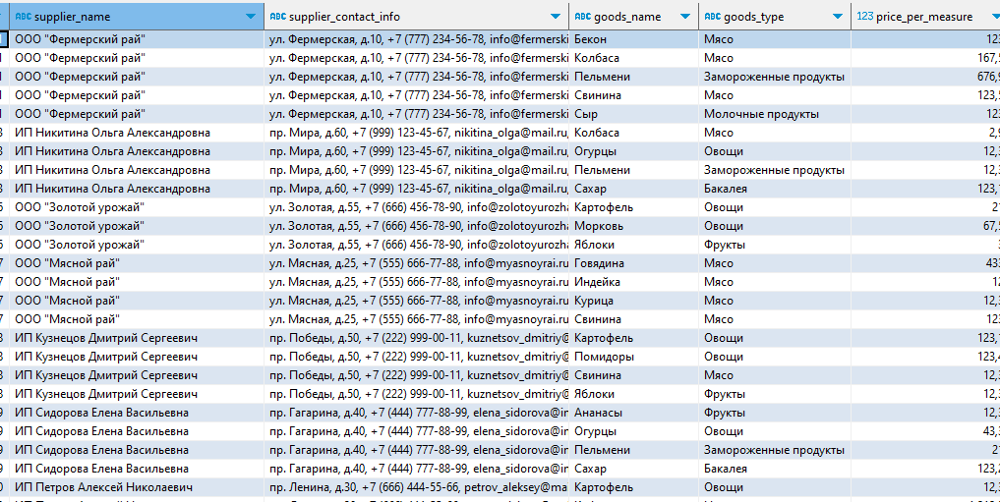 ABC supplier_name ABC supplier_contact_info ABC goods_name ABC goods_type 123 price_per_measure
ООО "Фермерский рай" ул. Фермерская, д.10, +7 (777) 234-56-78, info@fermerski Бекон Мясо 123
ООО "Фермерский рай" ул. Фермерская, д.10, +7 (777) 234-56-78, info@fermerski Колбаса Мясо 167,
ООО "Фермерский рай" ул. Фермерская, д.10, +7 (777) 234-56-78, info@fermerski Пельмени Замороженные продукты 676,
ООО "Фермерский рай" ул. Фермерская, д.10, +7 (777) 234-56-78, info@fermerski Свинина Мясо 123,
ООО "Фермерский рай" ул. Фермерская, д.10, +7 (777) 234-56-78, info@fermerski Сыр Молочные продукты 123
3 ИП Никитина Ольга Александровна пр. Мира, д.60, +7 (999) 123-45-67, nikitina_olga@mail.ru, Колбаса Мясо 2,
3 ИП Никитина Ольга Александровна пр. Мира, д.60, +7 (999) 123-45-67, nikitina_olga@mail.ru, Огурцы Овощи 12,
3 ИП Никитина Ольга Александровна пр. Мира, д.60, +7 (999) 123-45-67, nikitina_olga@mail.ru, Пельмени Замороженные продукты 12,
3 ИП Никитина Ольга Александровна пр. Мира, д.60, +7 (999) 123-45-67, nikitina_olga@mail.ru, Сахар Бакалея 123,
ООО "Золотой урожай" ул. Золотая, д.55, +7 (666) 456-78-90, info@zolotoyurozh Картофель Овощи 2
ООО "Золотой урожай" ул. Золотая, д.55, +7 (666) 456-78-90, info@zolotoyurozh Морковь Овощи 67,
ООО "Золотой урожай" ул. Золотая, д.55, +7 (666) 456-78-90, info@zolotoyurozh Яблоки Фрукты
7 ООО "Мясной рай" ул. Мясная, д.25, +7 (555) 666-77-88, info@myasnoyrai.ru Говядина Мясо 43
7 ООО "Мясной рай" ул. Мясная, д.25, +7 (555) 666-77-88, info@myasnoyrai.ru Индейка Мясо 12
7 ООО "Мясной рай" ул. Мясная, д.25, +7 (555) 666-77-88, info@myasnoyrai.ru Курица Мясо 12,
7 ООО "Мясной рай" ул. Мясная, д.25, +7 (555) 666-77-88, info@myasnoyrai.ru Свинина Мясо 123
ИП Кузнецов Дмитрий Сергеевич пр. Победы, д.50, +7 (222) 999-00-11, kuznetsov_dmitriy@ Картофель Овощи 123,
ИП Кузнецов Дмитрий Сергеевич пр. Победы, д.50, +7 (222) 999-00-11, kuznetsov_dmitriy@ Помидоры Овощи 123,
ИП Кузнецов Дмитрий Сергеевич пр. Победы, д.50, +7 (222) 999-00-11, kuznetsov_dmitriy@ Свинина Мясо 12,
ИП Кузнецов Дмитрий Сергеевич пр. Победы, д.50, +7 (222) 999-00-11, kuznetsov_dmitriy@ Яблоки Фрукты 12,
9 ИП Сидорова Елена Васильевна пр. Гагарина, д.40, +7 (444) 777-88-99, elena_sidorova@i Ананасы Фрукты 12,
9 ИП Сидорова Елена Васильевна пр. Гагарина, д.40, +7 (444) 777-88-99, elena_sidorova@i Огурцы Овощи 43,
9 ИП Сидорова Елена Васильевна пр. Гагарина, д.40, +7 (444) 777-88-99, elena_sidorova@i Пельмени Замороженные продукты 2
9 ИП Сидорова Елена Васильевна пр. Гагарина, д.40, +7 (444) 777-88-99, elena_sidorova@i Сахар Бакалея 123,
ИП Петров Алексей Николаевич пр. Ленина, д.30, +7 (666) 444-55-66, petrov_aleksey@ma Картофель Овощи 12,